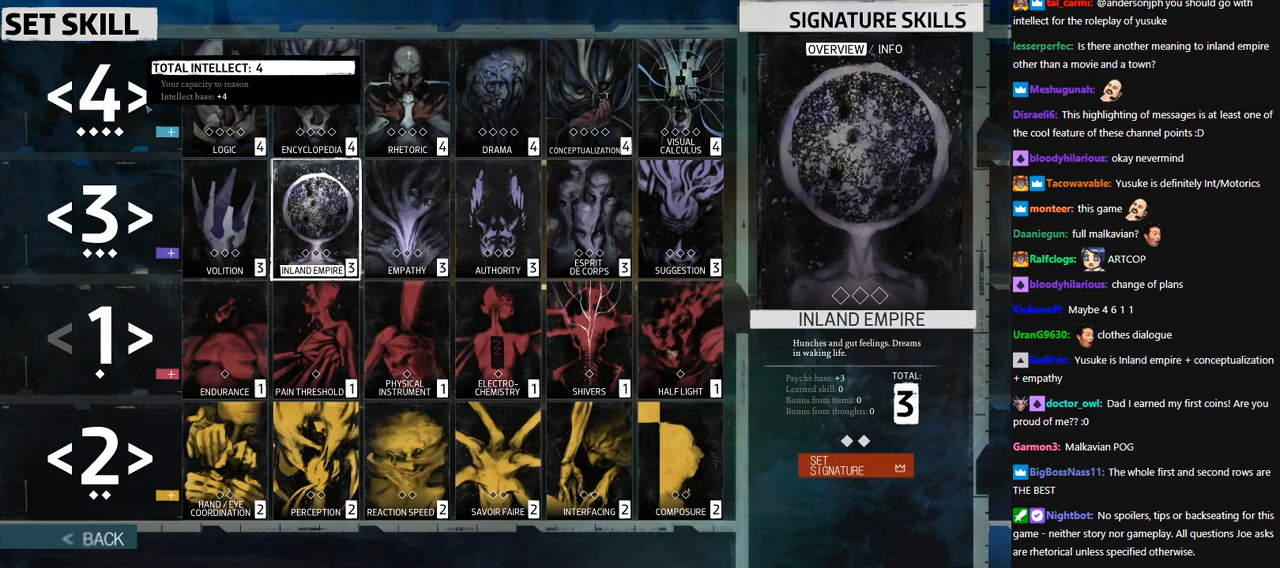 SET SKILL
<4>
TOTAL INTELLECT: 4
Your capacity to reason
Intellect base: +4
LOGIC 4
ENCYCLOPEDIA 4
RHETORIC 4
DRAMA 4
CONCEPTUALIZATION 4
VISUAL
CALCULUS 4
<3>
VOLITION 3
INLAND EMPIRE 3
EMPATHY 3
AUTHORITY 3
ESPRIT
DE CORPS 3
SUGGESTION 3
<1>
ENDURANCE 1
PAIN THRESHOLD 1
PHYSICAL
INSTRUMENT 1
ELECTRO-
CHEMISTRY 1
SHIVERS 1
HALF LIGHT 1
<2>
HAND / EYE
COORDINATION 2
PERCEPTION 2
REACTION SPEED 2
SAVOIR FAIRE 2
INTERFACING 2
COMPOSURE 2
< BACK
SIGNATURE SKILLS
OVERVIEW / INFO
INLAND EMPIRE
Hunches and gut feelings. Dreams
in waking life.
Psyche base: +3
Learned skill: 0
Bonus from items: 0
Bonus from thoughts: 0
TOTAL:
3
SET
SIGNATURE
tal_carmi: @andersonjph you should go with
intellect for the roleplay of yusuke
lesserperfec: Is there another meaning to inland empire
other than a movie and a town?
Meshugunah:
Disraeli6: This highlighting of messages is at least one of
the cool feature of these channel points :D
bloodyhilarious: okay nevermind
Tacowavable: Yusuke is definitely Int/Motorics
monteer: this game
Daaniegun: full malkavian?
Ralfclogs: ARTCOP
bloodyhilarious: change of plans
Maybe 4 6 1 1
UranG9630: clothes dialogue
Yusuke is Inland empire + conceptualization
+ empathy
doctor_owl: Dad I earned my first coins! Are you
proud of me?? :0
Garmon3: Malkavian POG
BigBossNass11: The whole first and second rows are
THE BEST
Nightbot: No spoilers, tips or backseating for this
game - neither story nor gameplay. All questions Joe asks
are rhetorical unless specified otherwise.